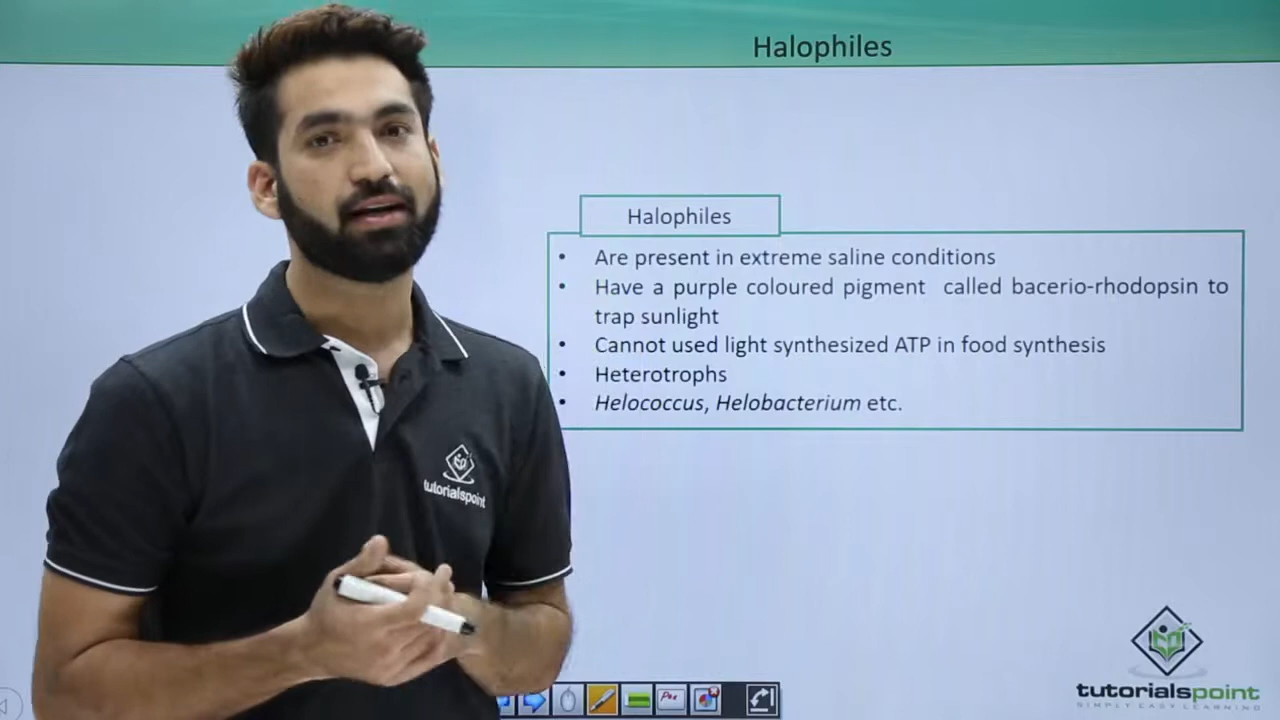 Halophiles
Halophiles
• Are present in extreme saline conditions
• Have a purple coloured pigment called bacerio-rhodopsin to
trap sunlight
• Cannot used light synthesized ATP in food synthesis
• Heterotrophs
• Helococcus, Helobacterium etc.
tutorialspoint
Pen
tutorialspoint
SIMPLY EASY LEARNING